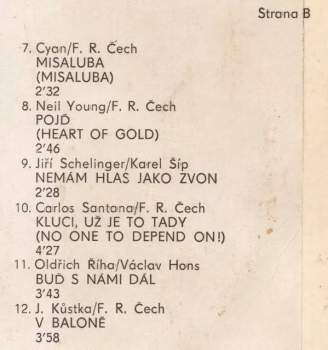 Strana B
7. Cyan/F. R. Čech
MISALUBA
(MISALUBA)
2'32
8. Neil Young/F. R. Čech
POJĎ
(HEART OF GOLD)
2'46
9. Jiří Schelinger/Karel Šíp
NEMÁM HLAS JAKO ZVON
2'28
10. Carlos Santana/F. R. Čech
KLUCI, UŽ JE TO TADY
(NO ONE TO DEPEND ON!)
4'27
11. Oldřich Říha/Václav Hons
BUĎ S NÁMI DÁL
3'43
12. J. Kůstka/F. R. Čech
V BALONĚ
3'58